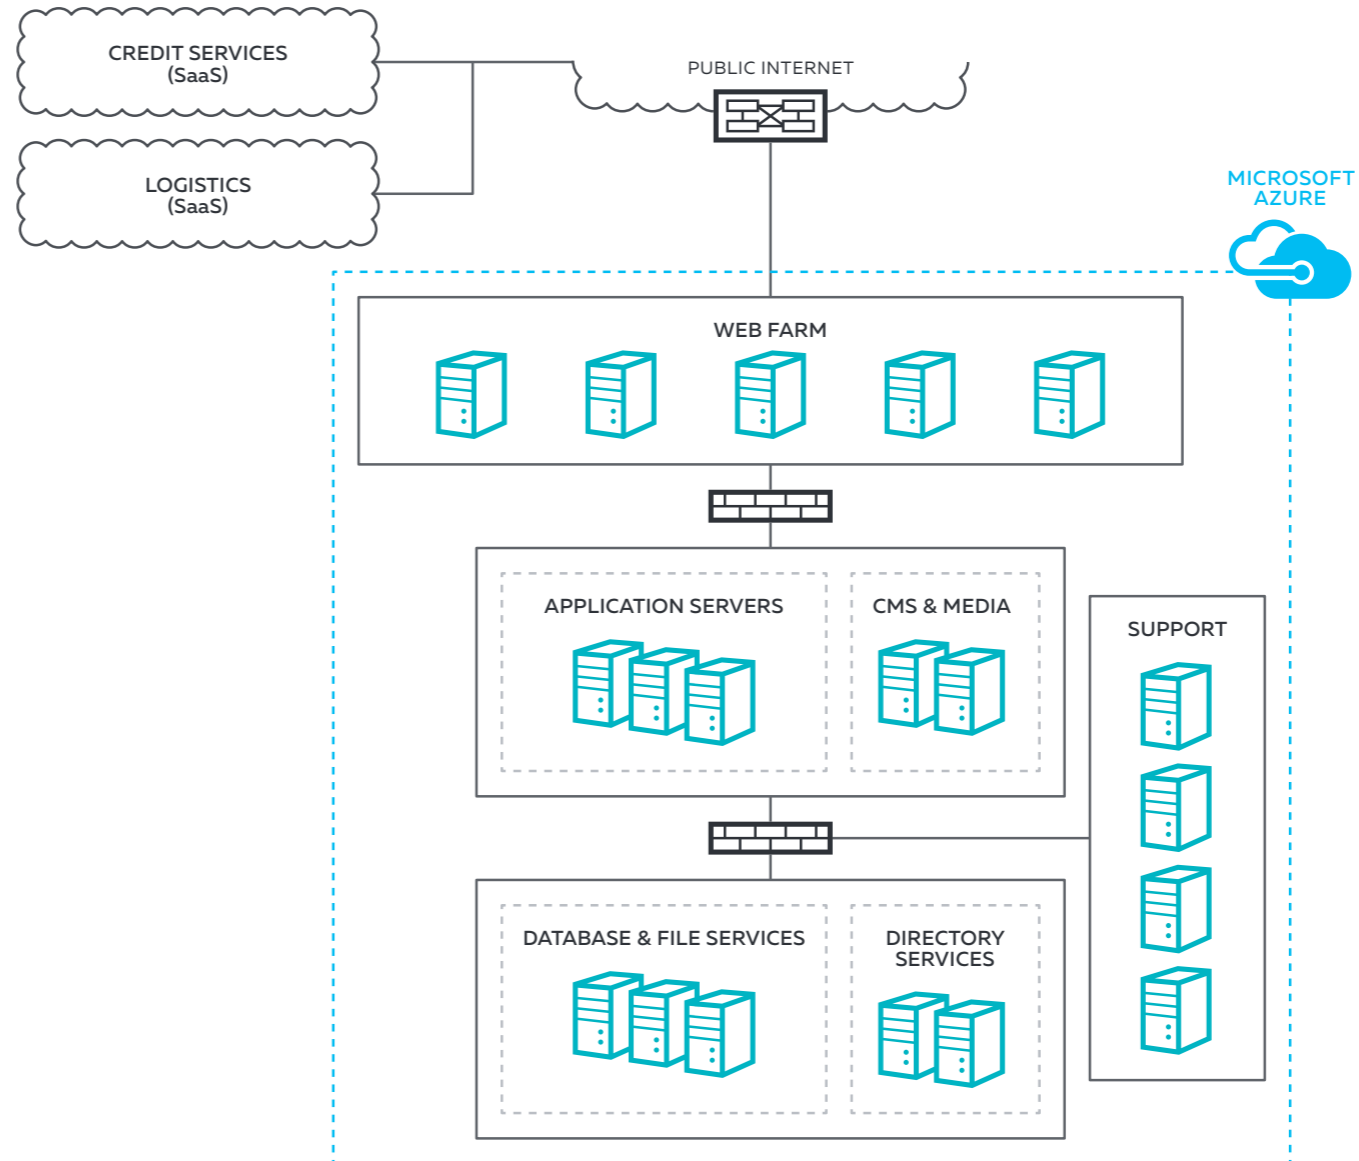 CREDIT SERVICES
(SaaS)
PUBLIC INTERNET
LOGISTICS
(SaaS)
MICROSOFT
AZURE
WEB FARM
APPLICATION SERVERS
CMS & MEDIA
SUPPORT
DATABASE & FILE SERVICES
DIRECTORY
SERVICES